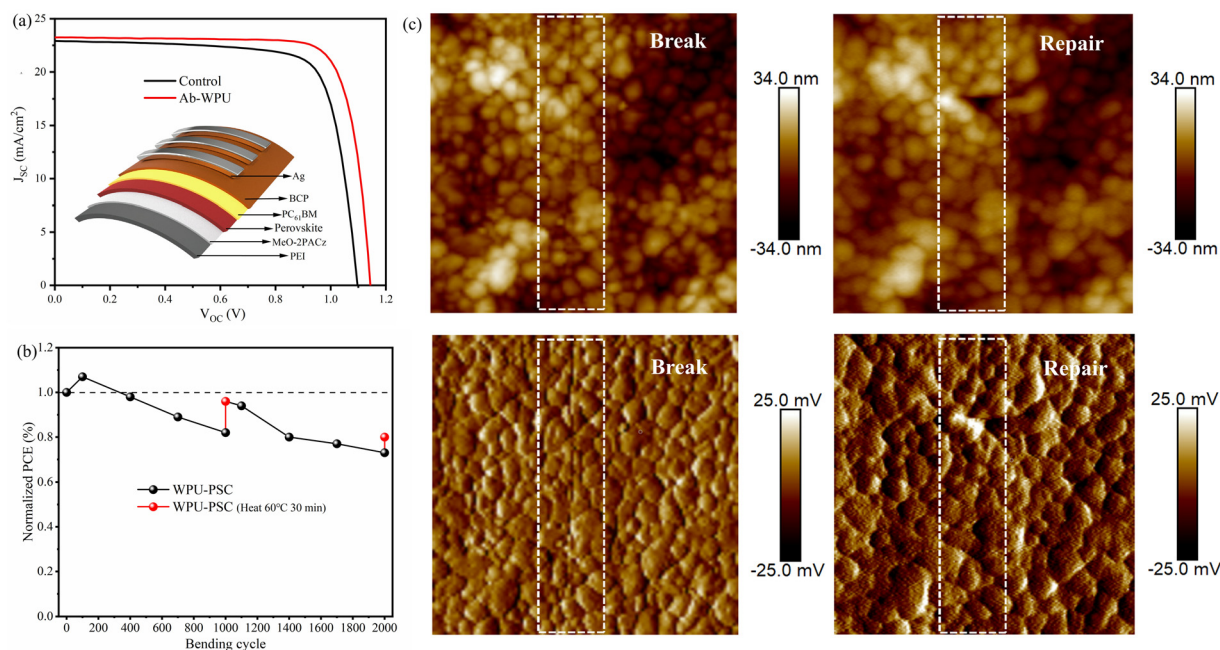 (a)
25
20
15
10
5
0
J_SC (mA/cm²)
Control
Ab-WPU
Ag
BCP
PC₆₁BM
Perovskite
MeO-2PACz
PEI
0.0 0.2 0.4 0.6 0.8 1.0 1.2
V_OC (V)
(b)
1.2
1.0
0.8
0.6
0.4
0.2
0.0
Normalized PCE (%)
WPU-PSC
WPU-PSC (Heat 60°C 30 min)
0 200 400 600 800 1000 1200 1400 1600 1800 2000
Bending cycle
(c)
Break
34.0 nm
-34.0 nm
Repair
34.0 nm
-34.0 nm
Break
25.0 mV
-25.0 mV
Repair
25.0 mV
-25.0 mV